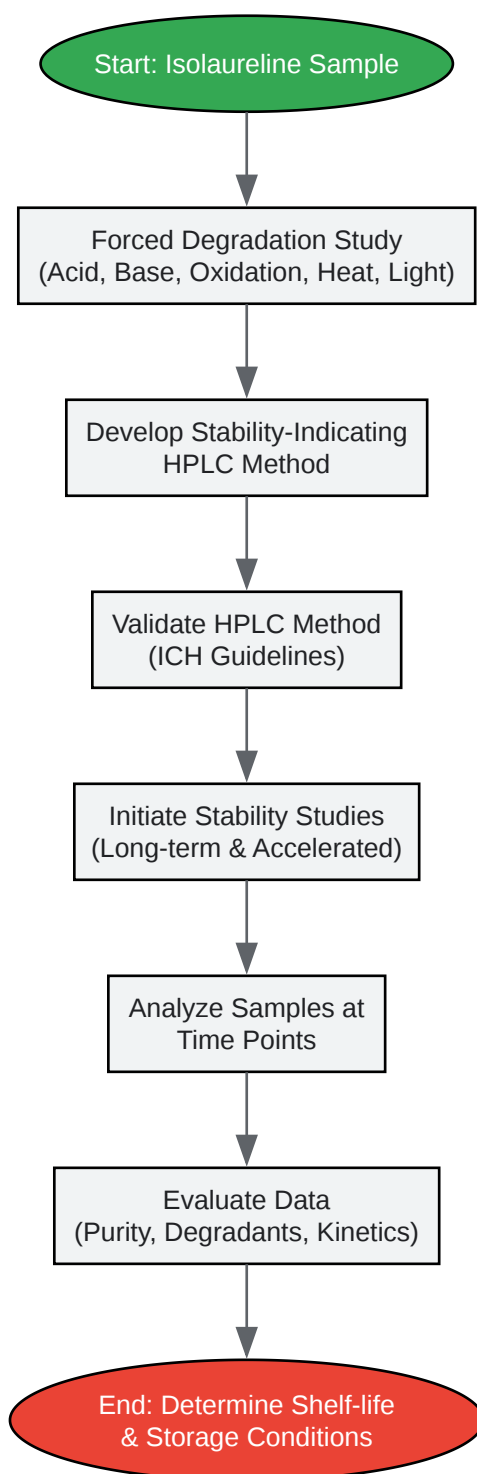 Start: Isolaureline Sample
Forced Degradation Study
(Acid, Base, Oxidation, Heat, Light)
Develop Stability-Indicating
HPLC Method
Validate HPLC Method
(ICH Guidelines)
Initiate Stability Studies
(Long-term & Accelerated)
Analyze Samples at
Time Points
Evaluate Data
(Purity, Degradants, Kinetics)
End: Determine Shelf-life
& Storage Conditions